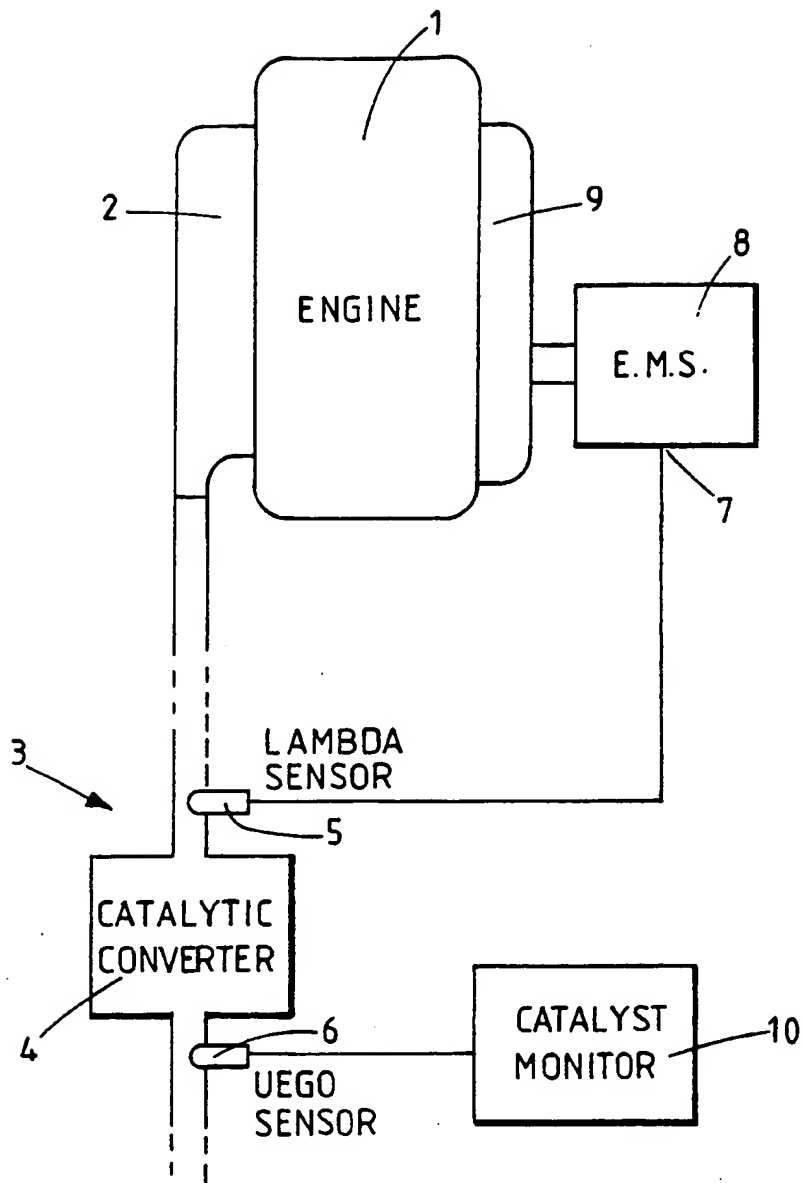 1
2
9
8
ENGINE
E.M.S.
7
LAMBDA
SENSOR
3
5
CATALYTIC
CONVERTER
4
6
UEGO
SENSOR
CATALYST
MONITOR
10